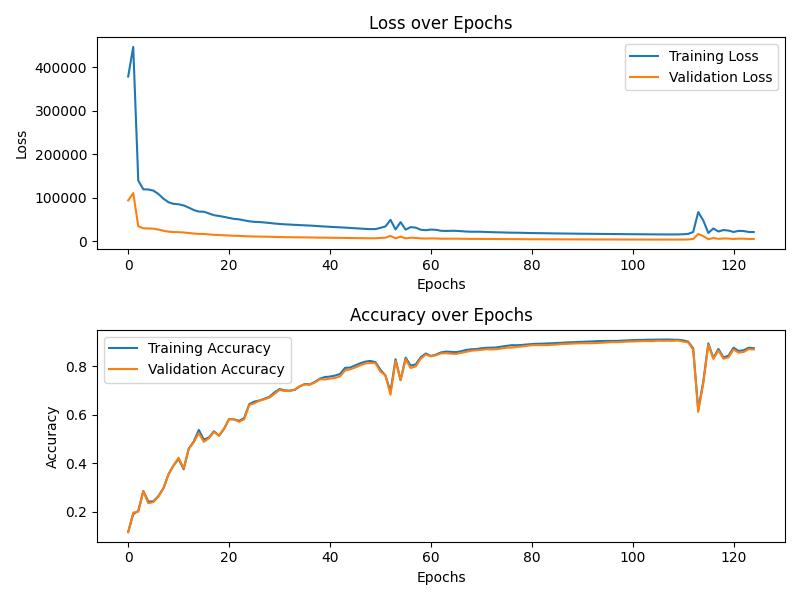 Loss over Epochs
Loss
400000
300000
200000
100000
0
Training Loss
Validation Loss
0 20 40 60 80 100 120
Epochs
Accuracy over Epochs
Accuracy
0.8
0.6
0.4
0.2
Training Accuracy
Validation Accuracy
0 20 40 60 80 100 120
Epochs